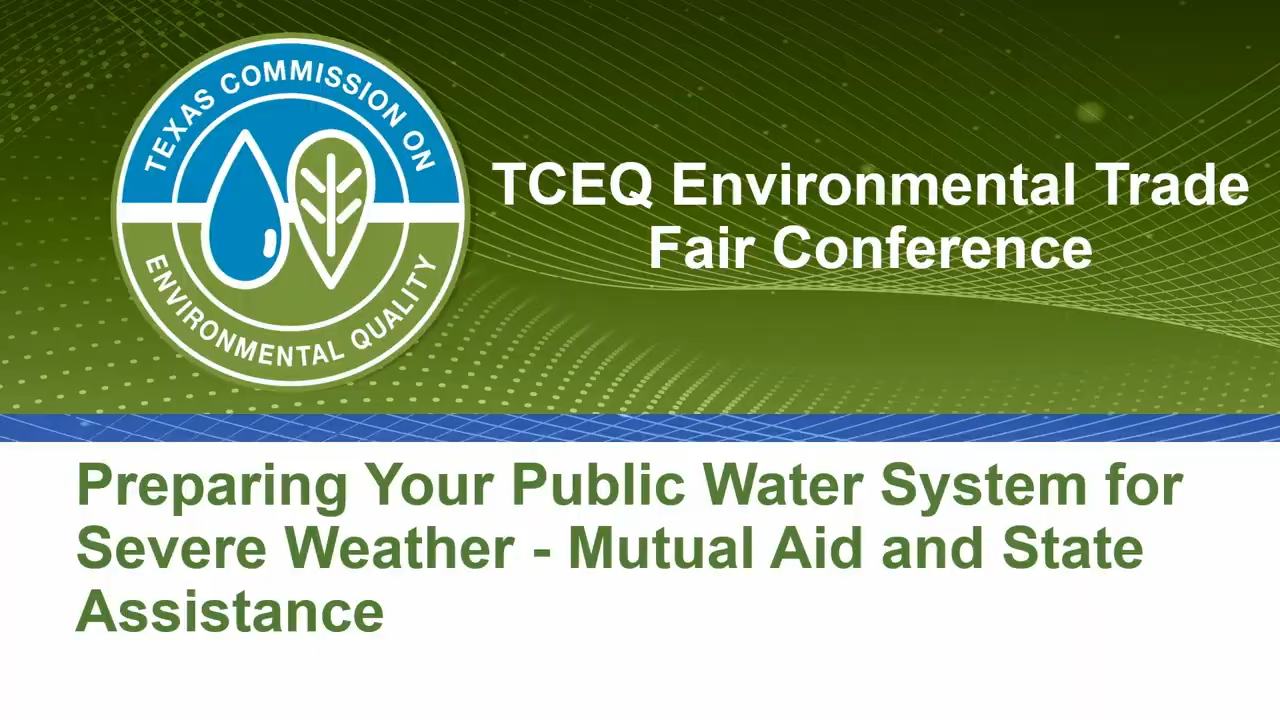 TEXAS COMMISSION ON
ENVIRONMENTAL QUALITY
TCEQ Environmental Trade
Fair Conference
Preparing Your Public Water System for
Severe Weather - Mutual Aid and State
Assistance